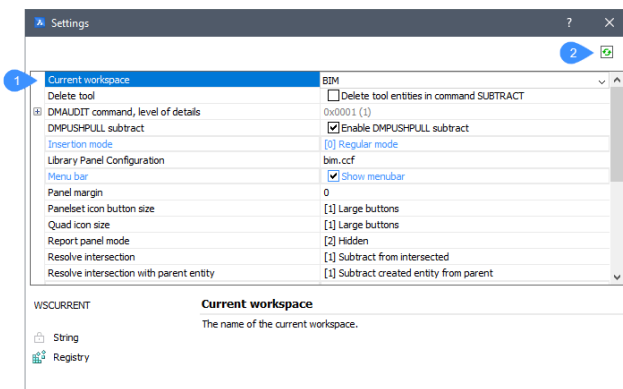 Settings
?
2
1
Current workspace BIM
Delete tool Delete tool entities in command SUBTRACT
DMAUDIT command, level of details 0x0001 (1)
DMPUSHPULL subtract Enable DMPUSHPULL subtract
Insertion mode [0] Regular mode
Library Panel Configuration bim.ccf
Menu bar Show menubar
Panel margin 0
Panelset icon button size [1] Large buttons
Quad icon size [1] Large buttons
Report panel mode [2] Hidden
Resolve intersection [1] Subtract from intersected
Resolve intersection with parent entity [1] Subtract created entity from parent
WSCURRENT Current workspace
The name of the current workspace.
String
Registry